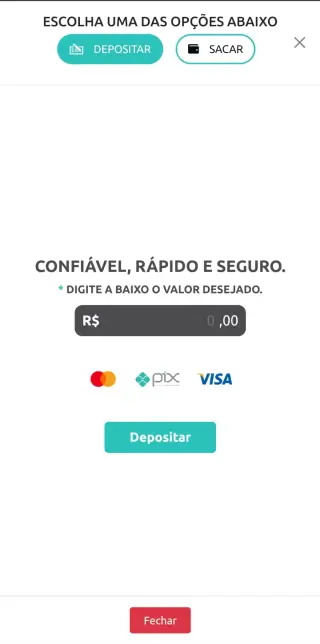 ESCOLHA UMA DAS OPÇÕES ABAIXO
DEPOSITAR
SACAR
CONFIÁVEL, RÁPIDO E SEGURO.
* DIGITE A BAIXO O VALOR DESEJADO.
R$ 0 ,00
pix VISA
Depositar
Fechar